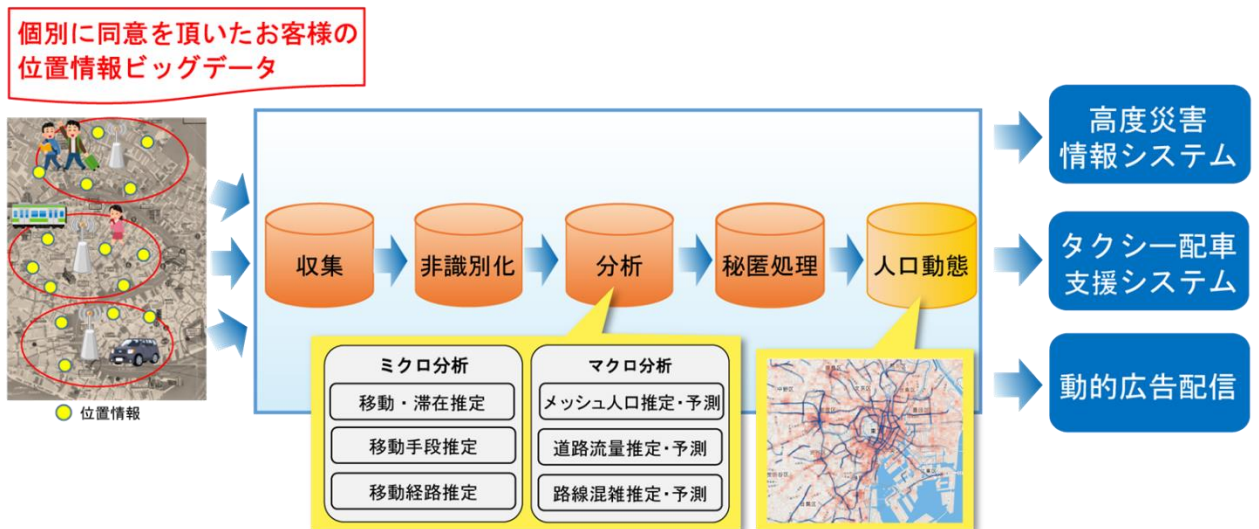 個別に同意を頂いたお客様の
位置情報ビッグデータ
位置情報
収集
非識別化
分析
秘匿処理
人口動態
ミクロ分析
移動・滞在推定
移動手段推定
移動経路推定
マクロ分析
メッシュ人口推定・予測
道路流量推定・予測
路線混雑推定・予測
高度災害
情報システム
タクシー配車
支援システム
動的広告配信